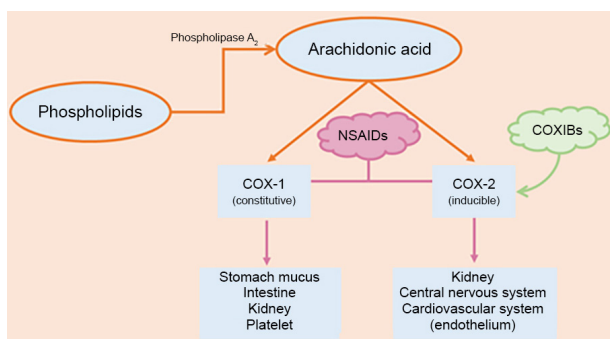 Phospholipase A₂
Arachidonic acid
Phospholipids
NSAIDs
COXIBs
COX-1
(constitutive)
COX-2
(inducible)
Stomach mucus
Intestine
Kidney
Platelet
Kidney
Central nervous system
Cardiovascular system
(endothelium)